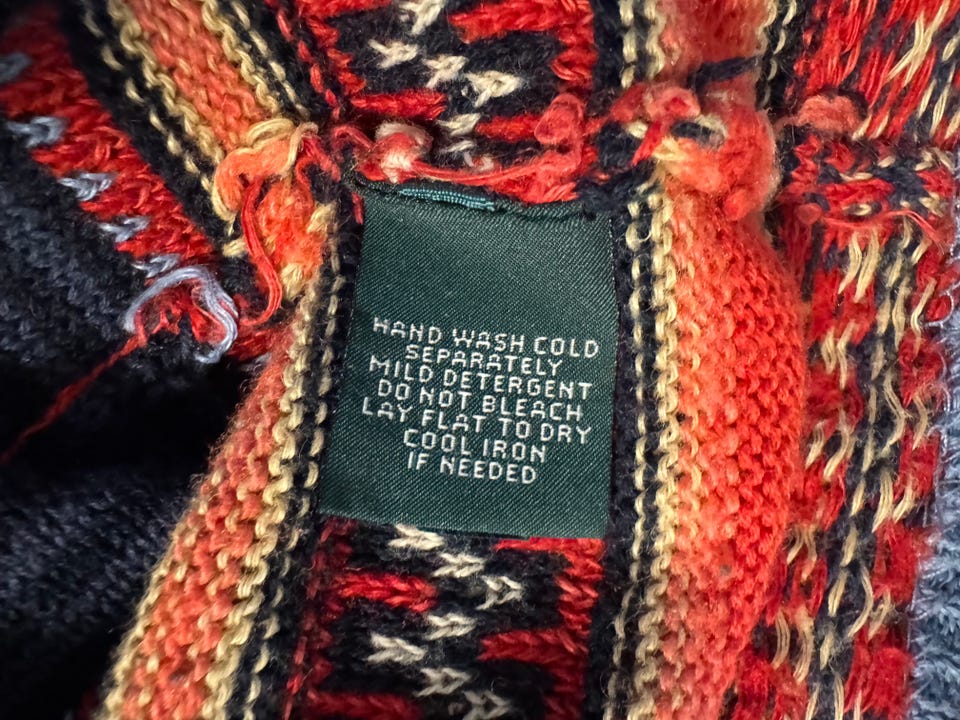 HAND WASH COLD
SEPARATELY
MILD DETERGENT
DO NOT BLEACH
LAY FLAT TO DRY
COOL IRON
IF NEEDED